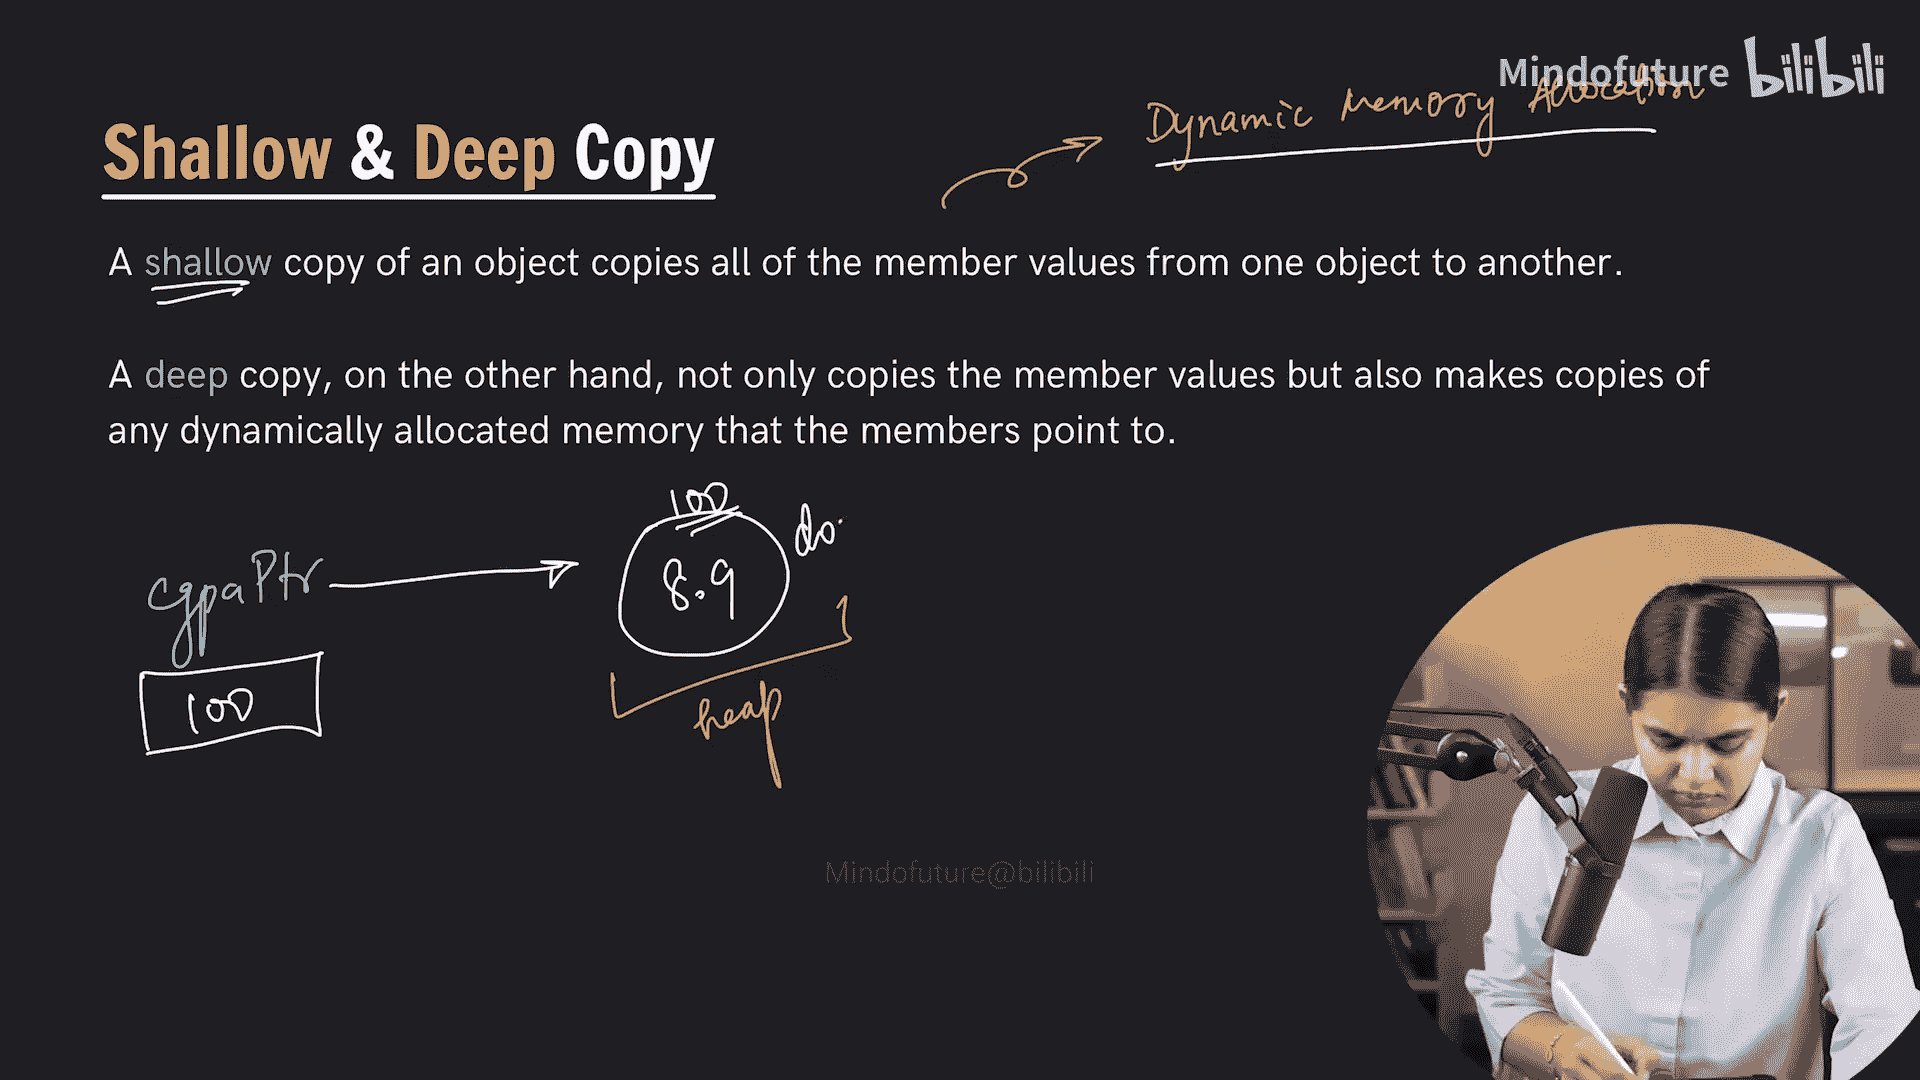 Mindofuture bilibili
Dynamic Memory Allocation
Shallow & Deep Copy
A shallow copy of an object copies all of the member values from one object to another.
A deep copy, on the other hand, not only copies the member values but also makes copies of
any dynamically allocated memory that the members point to.
100
do
cgpaPtr
8.9
100
heap
Mindofuture@bilibili